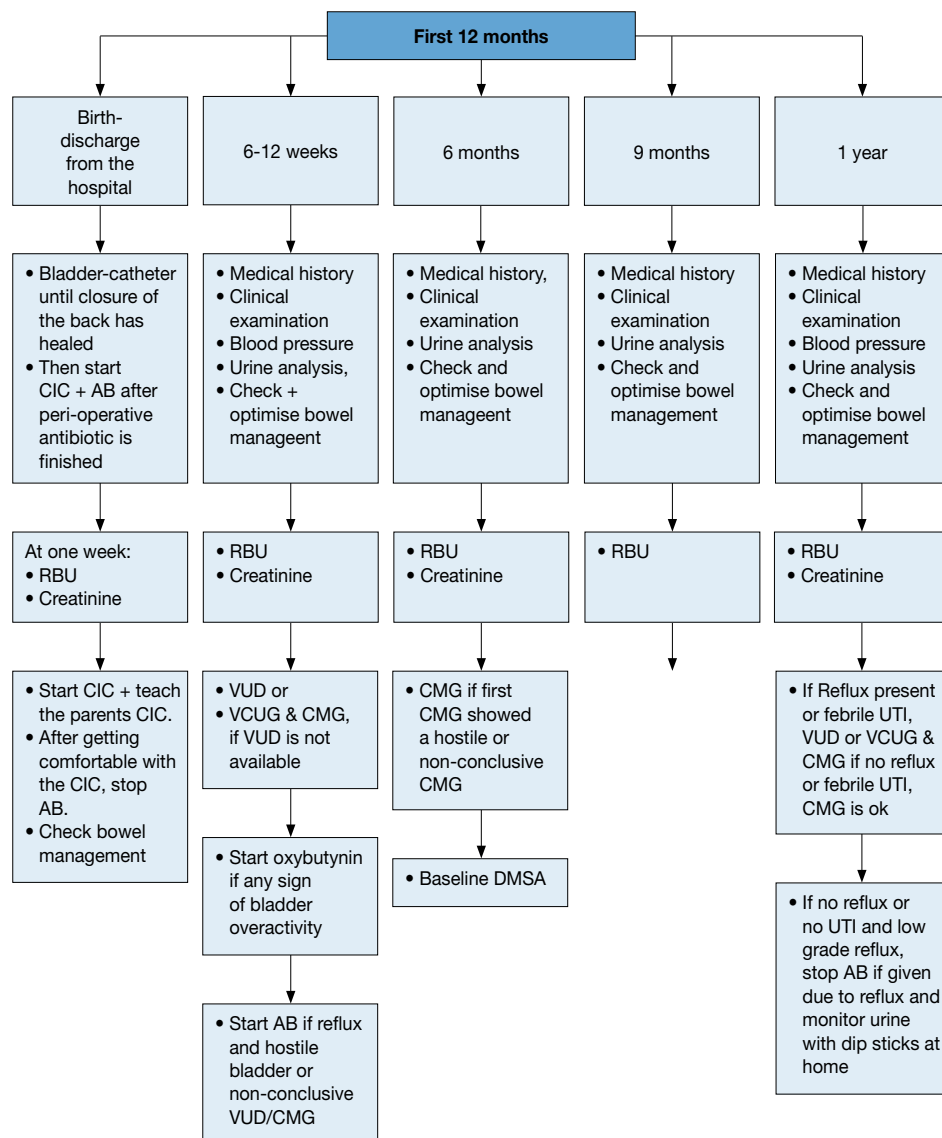 First 12 months
Birth-
discharge
from the
hospital
6-12 weeks
6 months
9 months
1 year
• Bladder-catheter
until closure of
the back has
healed
• Then start
CIC + AB after
peri-operative
antibiotic is
finished
• Medical history
• Clinical
examination
• Blood pressure
• Urine analysis,
• Check +
optimise bowel
manageent
• Medical history,
• Clinical
examination
• Urine analysis
• Check and
optimise bowel
mangeent
• Medical history
• Clinical
examination
• Urine analysis
• Check and
optimise bowel
management
• Medical history
• Clinical
examination
• Blood pressure
• Urine analysis
• Check and
optimise bowel
management
At one week:
• RBU
• Creatinine
• RBU
• Creatinine
• RBU
• Creatinine
• RBU
• RBU
• Creatinine
• Start CIC + teach
the parents CIC.
• After getting
comfortable with
the CIC, stop
AB.
• Check bowel
management
• VUD or
• VCUG & CMG,
if VUD is not
available
• CMG if first
CMG showed
a hostile or
non-conclusive
CMG
• If Reflux present
or febrile UTI,
VUD or VCUG &
CMG if no reflux
or febrile UTI,
CMG is ok
• Start oxybutynin
if any sign
of bladder
overactivity
• Baseline DMSA
• If no reflux or
no UTI and low
grade reflux,
stop AB if given
due to reflux and
monitor urine
with dip sticks at
home
• Start AB if reflux
and hostile
bladder or
non-conclusive
VUD/CMG